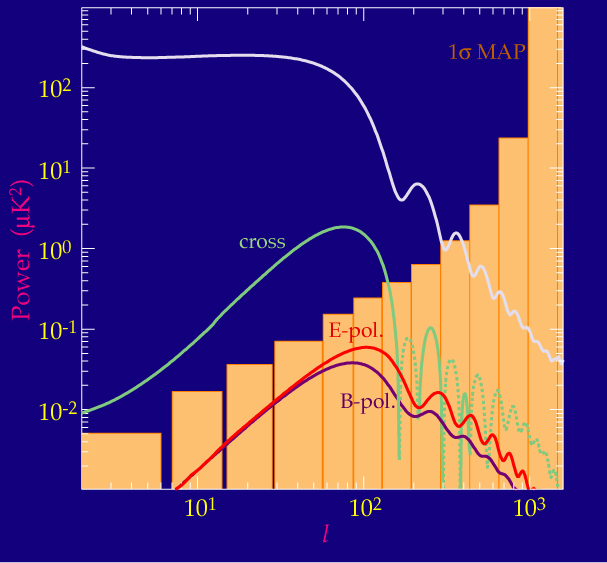 1σ MAP
10²
10¹
cross
10⁰
Power (μK²)
E-pol.
10⁻¹
B-pol.
10⁻²
10¹ 10² 10³
l